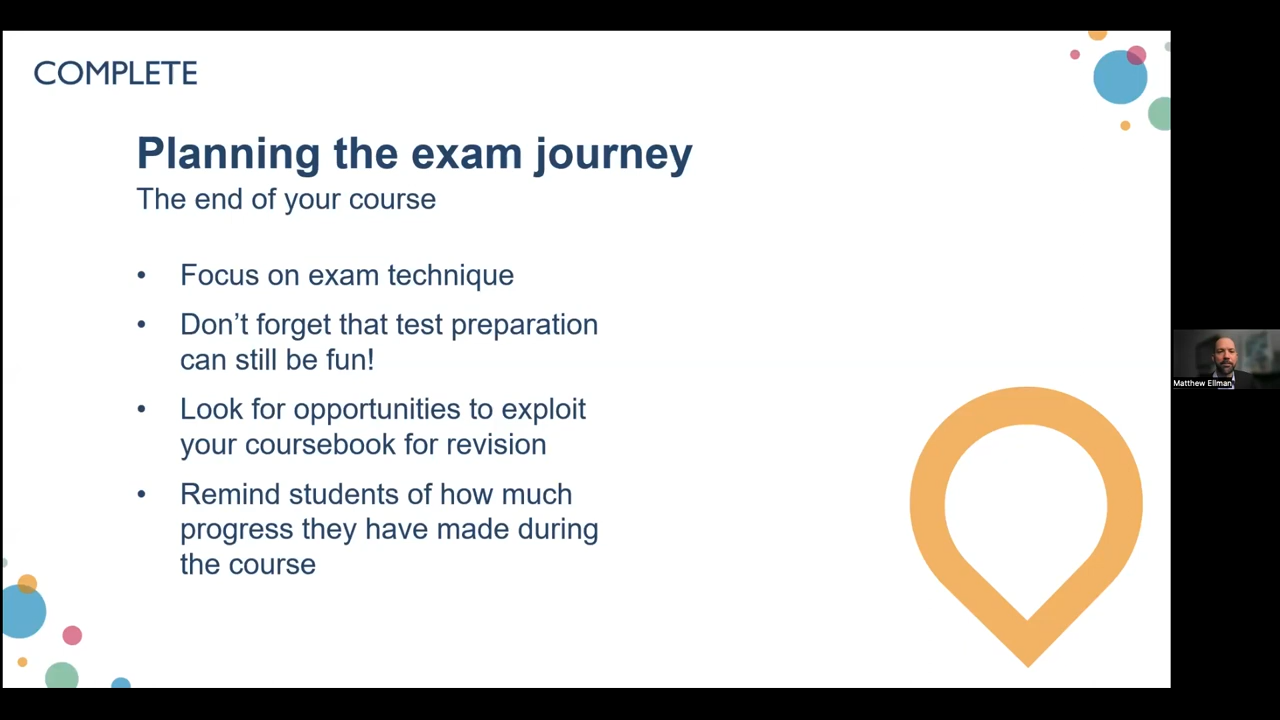 COMPLETE
Planning the exam journey
The end of your course
• Focus on exam technique
• Don’t forget that test preparation
can still be fun!
• Look for opportunities to exploit
your coursebook for revision
• Remind students of how much
progress they have made during
the course
Matthew Ellman